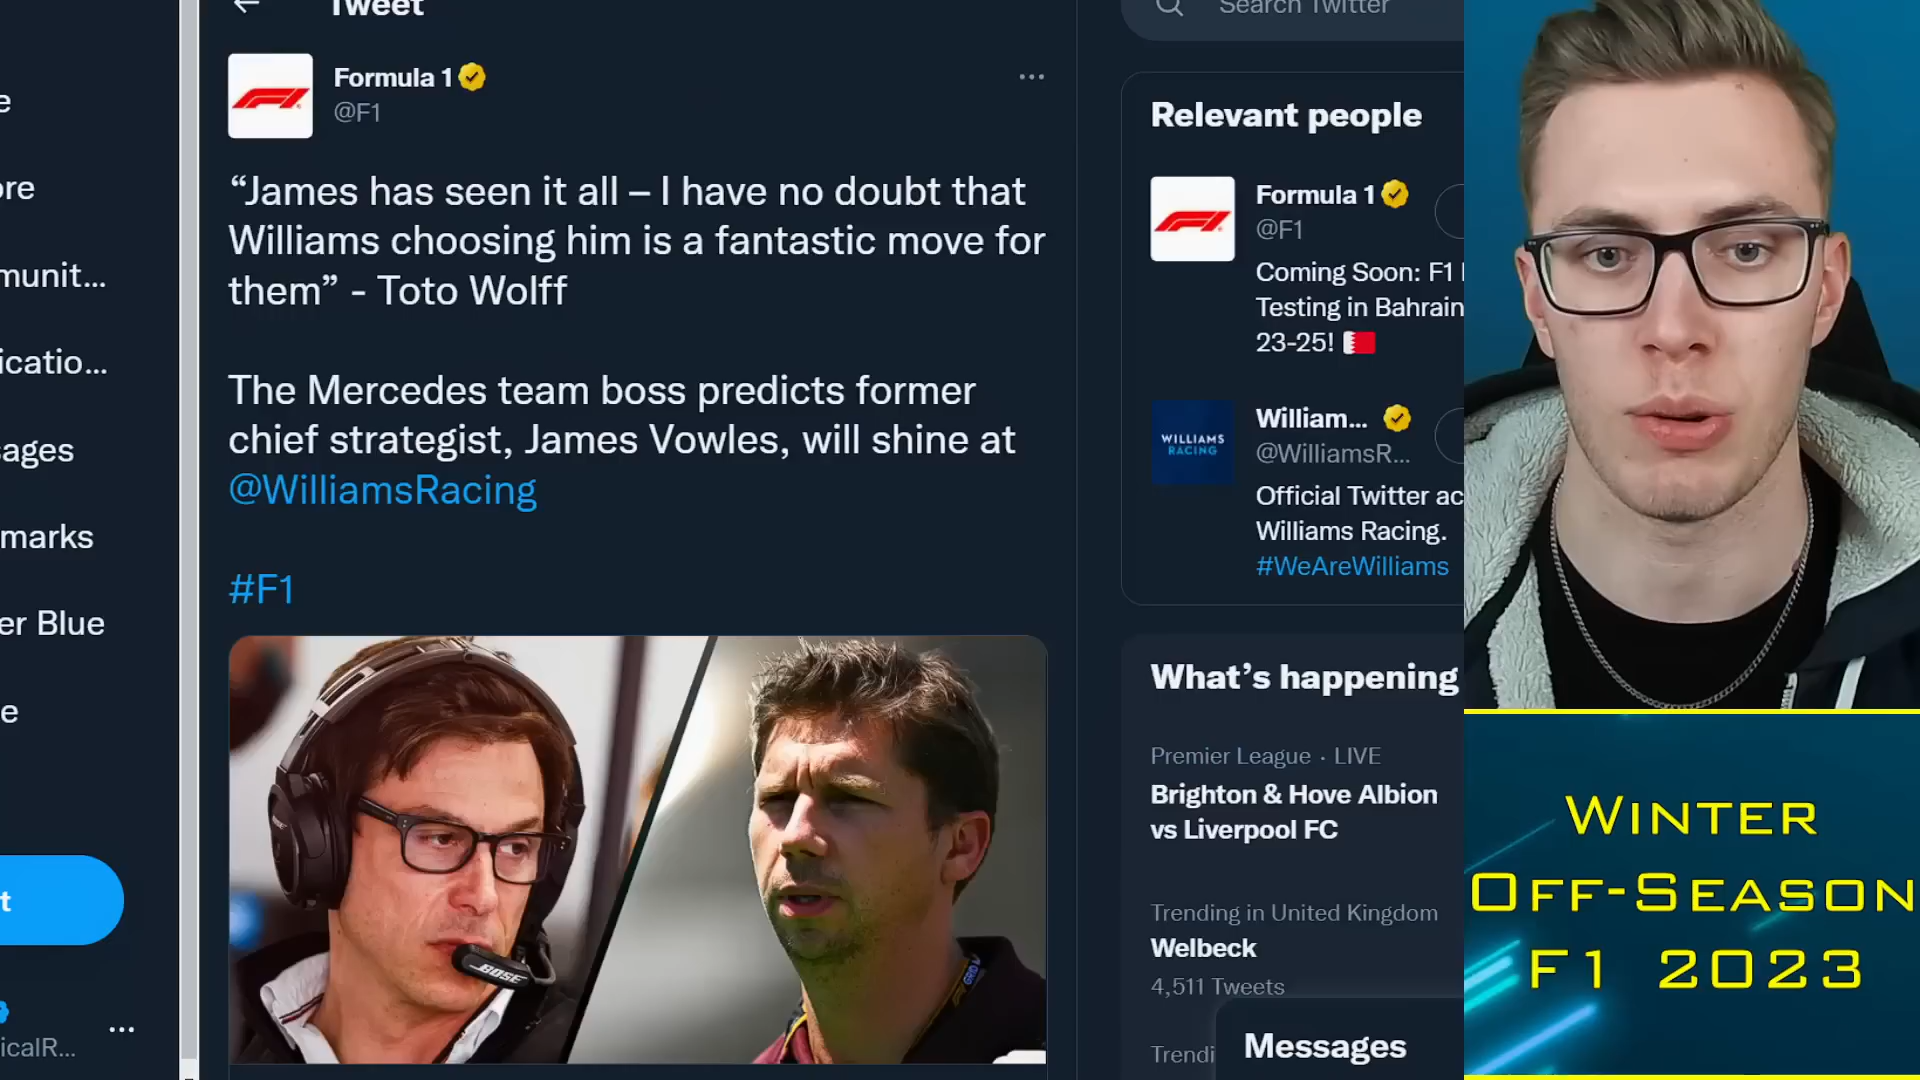 Tweet
Search Twitter
Formula 1
@F1
“James has seen it all – I have no doubt that
Williams choosing him is a fantastic move for
them” - Toto Wolff
The Mercedes team boss predicts former
chief strategist, James Vowles, will shine at
@WilliamsRacing
#F1
BOSE
e
ore
munit...
icatio...
sages
marks
er Blue
e
t
icalR...
Relevant people
Formula 1
@F1
Coming Soon: F1
Testing in Bahrain
23-25!
WILLIAMS
RACING
William...
@WilliamsR...
Official Twitter ac
Williams Racing.
#WeAreWilliams
What’s happening
Premier League · LIVE
Brighton & Hove Albion
vs Liverpool FC
Trending in United Kingdom
Welbeck
4,511 Tweets
Trendi
Messages
WINTER
OFF-SEASON
F1 2023